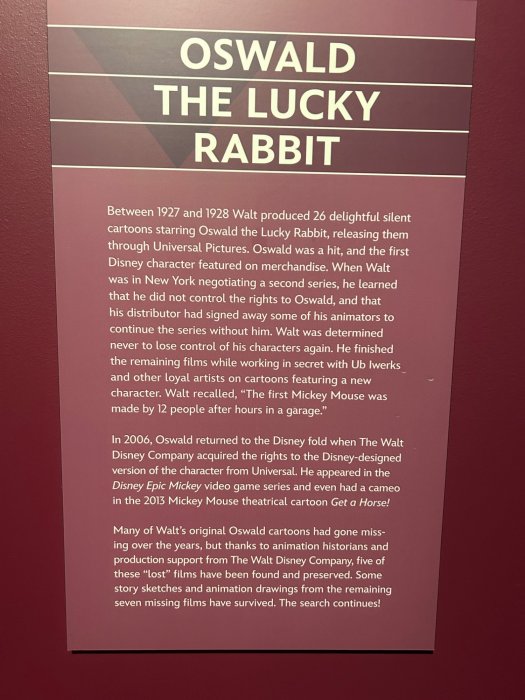 OSWALD
THE LUCKY
RABBIT
Between 1927 and 1928 Walt produced 26 delightful silent
cartoons starring Oswald the Lucky Rabbit, releasing them
through Universal Pictures. Oswald was a hit, and the first
Disney character featured on merchandise. When Walt
was in New York negotiating a second series, he learned
that he did not control the rights to Oswald, and that
his distributor had signed away some of his animators to
continue the series without him. Walt was determined
never to lose control of his characters again. He finished
the remaining films while working in secret with Ub Iwerks
and other loyal artists on cartoons featuring a new
character. Walt recalled, “The first Mickey Mouse was
made by 12 people after hours in a garage.”
In 2006, Oswald returned to the Disney fold when The Walt
Disney Company acquired the rights to the Disney-designed
version of the character from Universal. He appeared in the
Disney Epic Mickey video game series and even had a cameo
in the 2013 Mickey Mouse theatrical cartoon Get a Horse!
Many of Walt’s original Oswald cartoons had gone miss-
ing over the years, but thanks to animation historians and
production support from The Walt Disney Company, five of
these “lost” films have been found and preserved. Some
story sketches and animation drawings from the remaining
seven missing films have survived. The search continues!